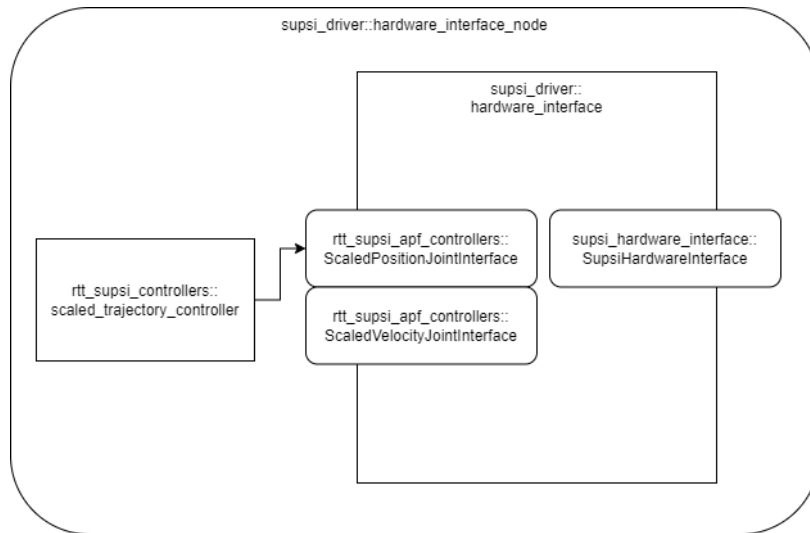 supsi_driver::hardware_interface_node
supsi_driver::
hardware_interface
rtt_supsi_apf_controllers::
ScaledPositionJointInterface
supsi_hardware_interface::
SupsiHardwareInterface
rtt_supsi_controllers::
scaled_trajectory_controller
rtt_supsi_apf_controllers::
ScaledVelocityJointInterface